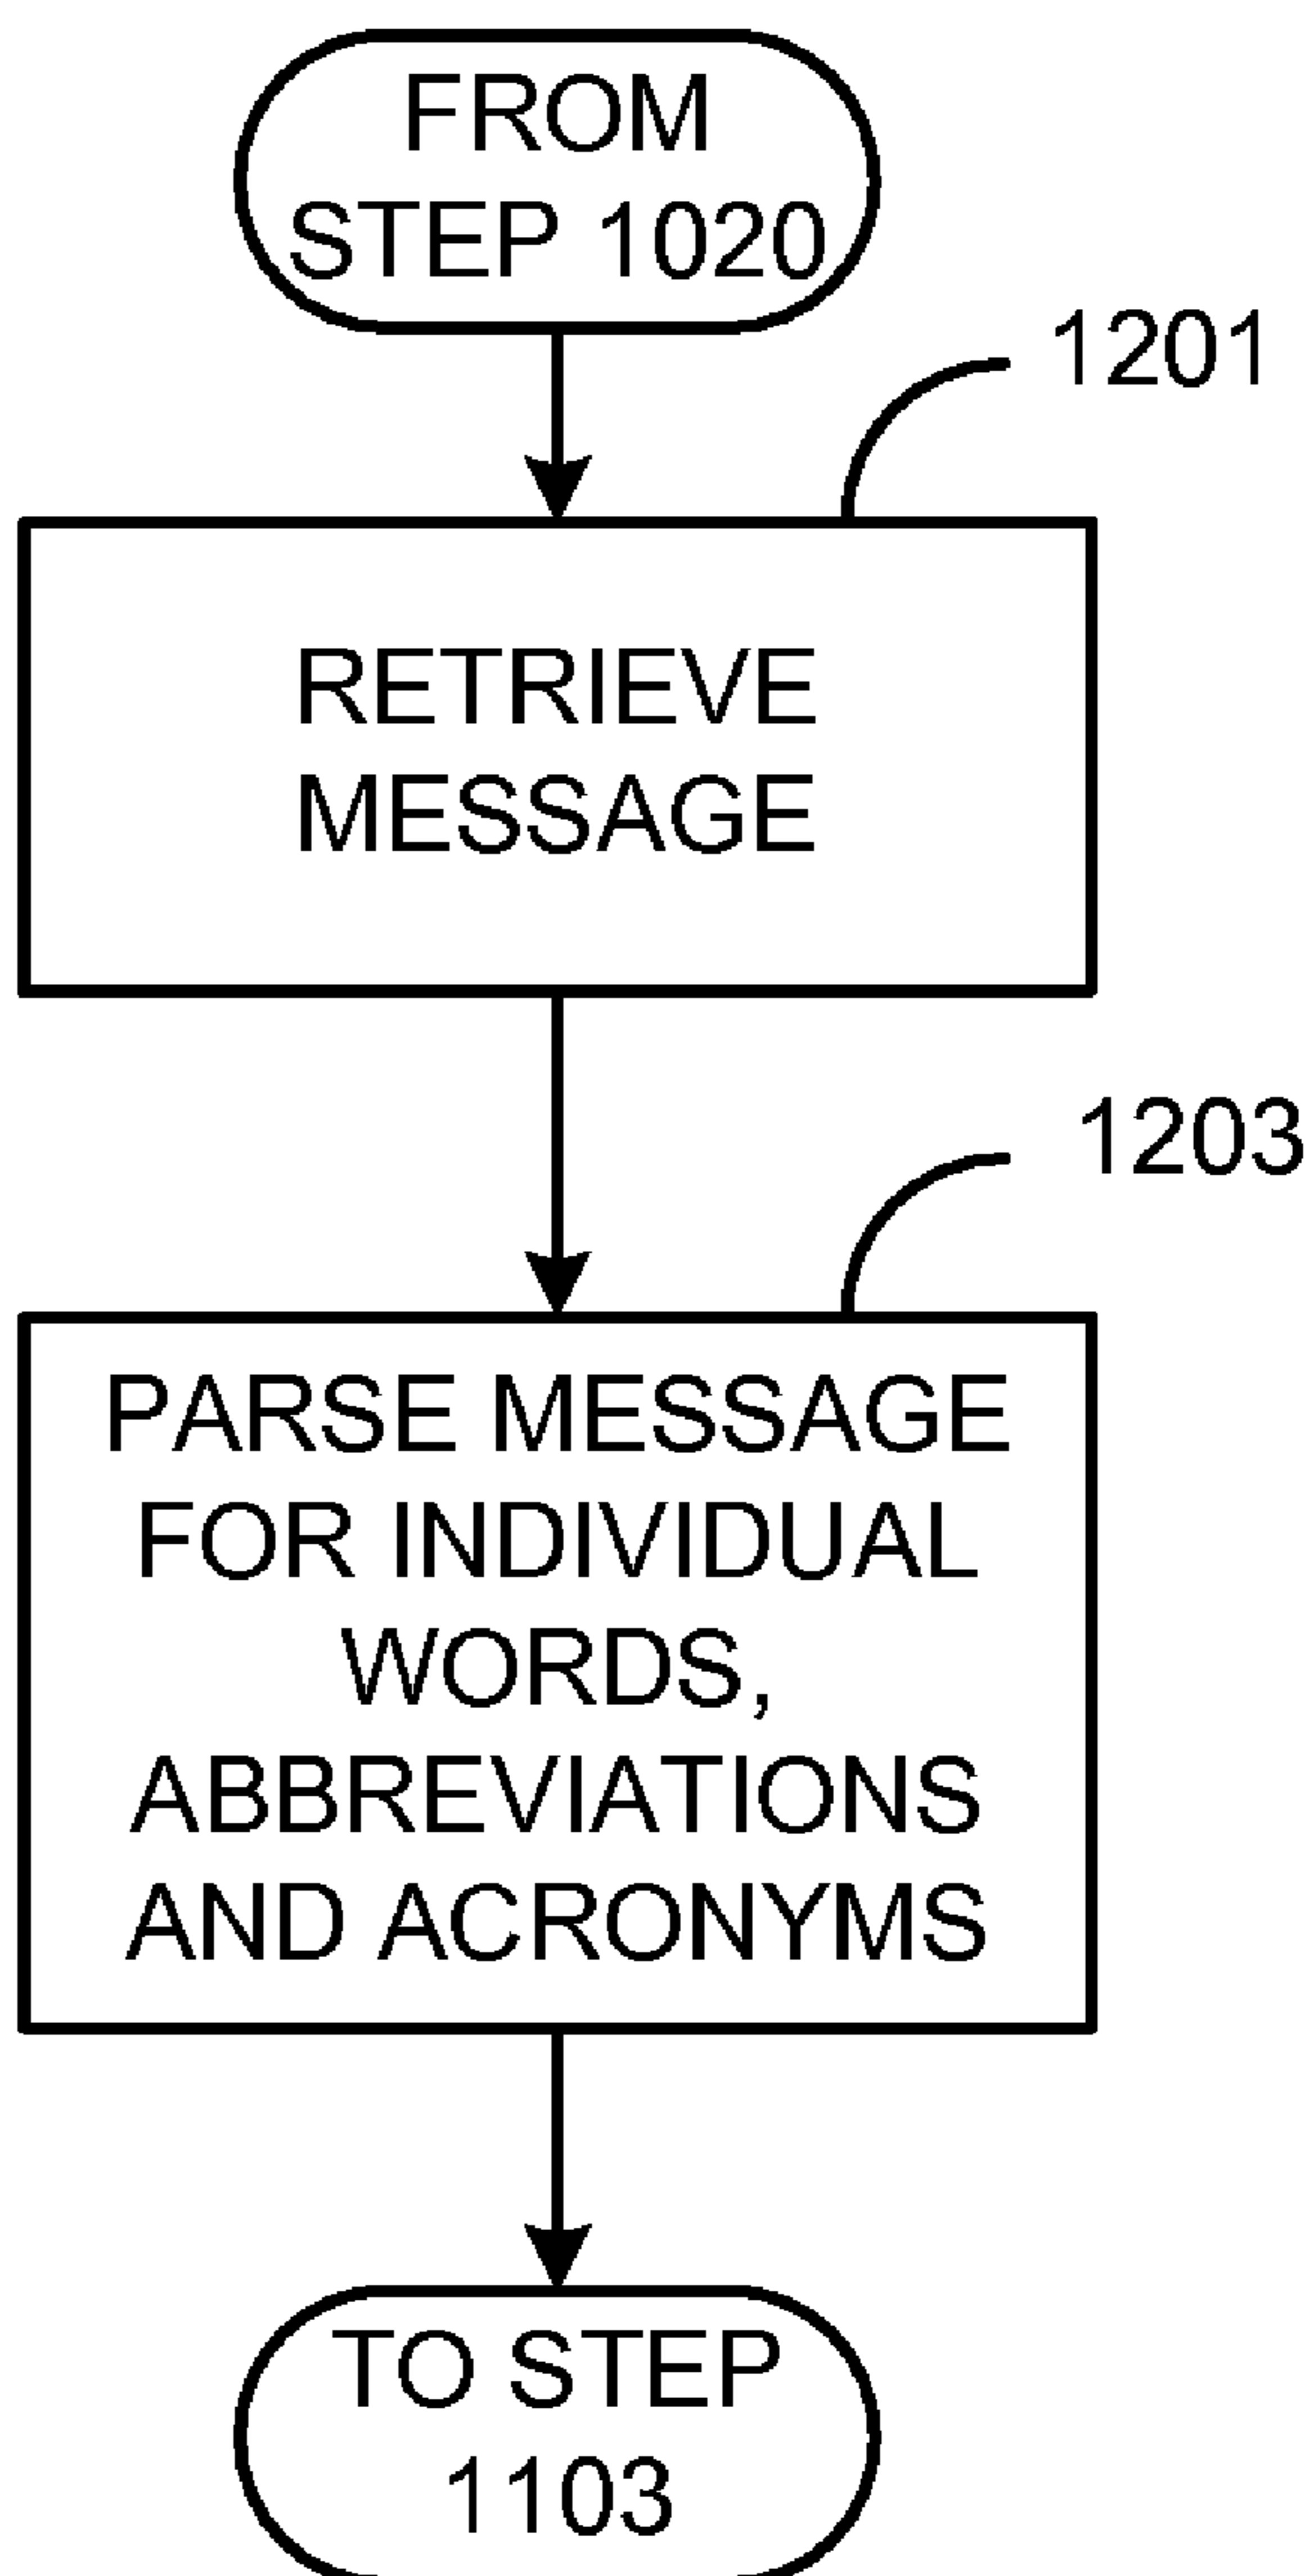 FROM
STEP 1020
1201
RETRIEVE
MESSAGE
1203
PARSE MESSAGE
FOR INDIVIDUAL
WORDS,
ABBREVIATIONS
AND ACRONYMS
TO STEP
1103